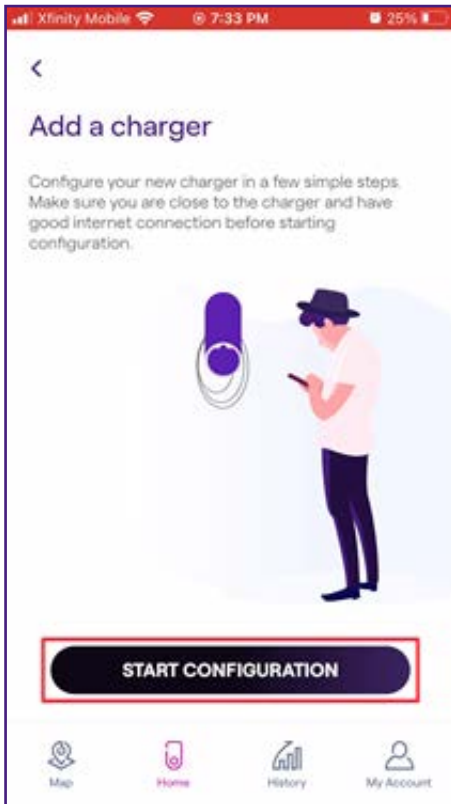 Xfinity Mobile 7:33 PM 25%
Add a charger
Configure your new charger in a few simple steps.
Make sure you are close to the charger and have
good internet connection before starting
configuration.
START CONFIGURATION
Map Home History My Account